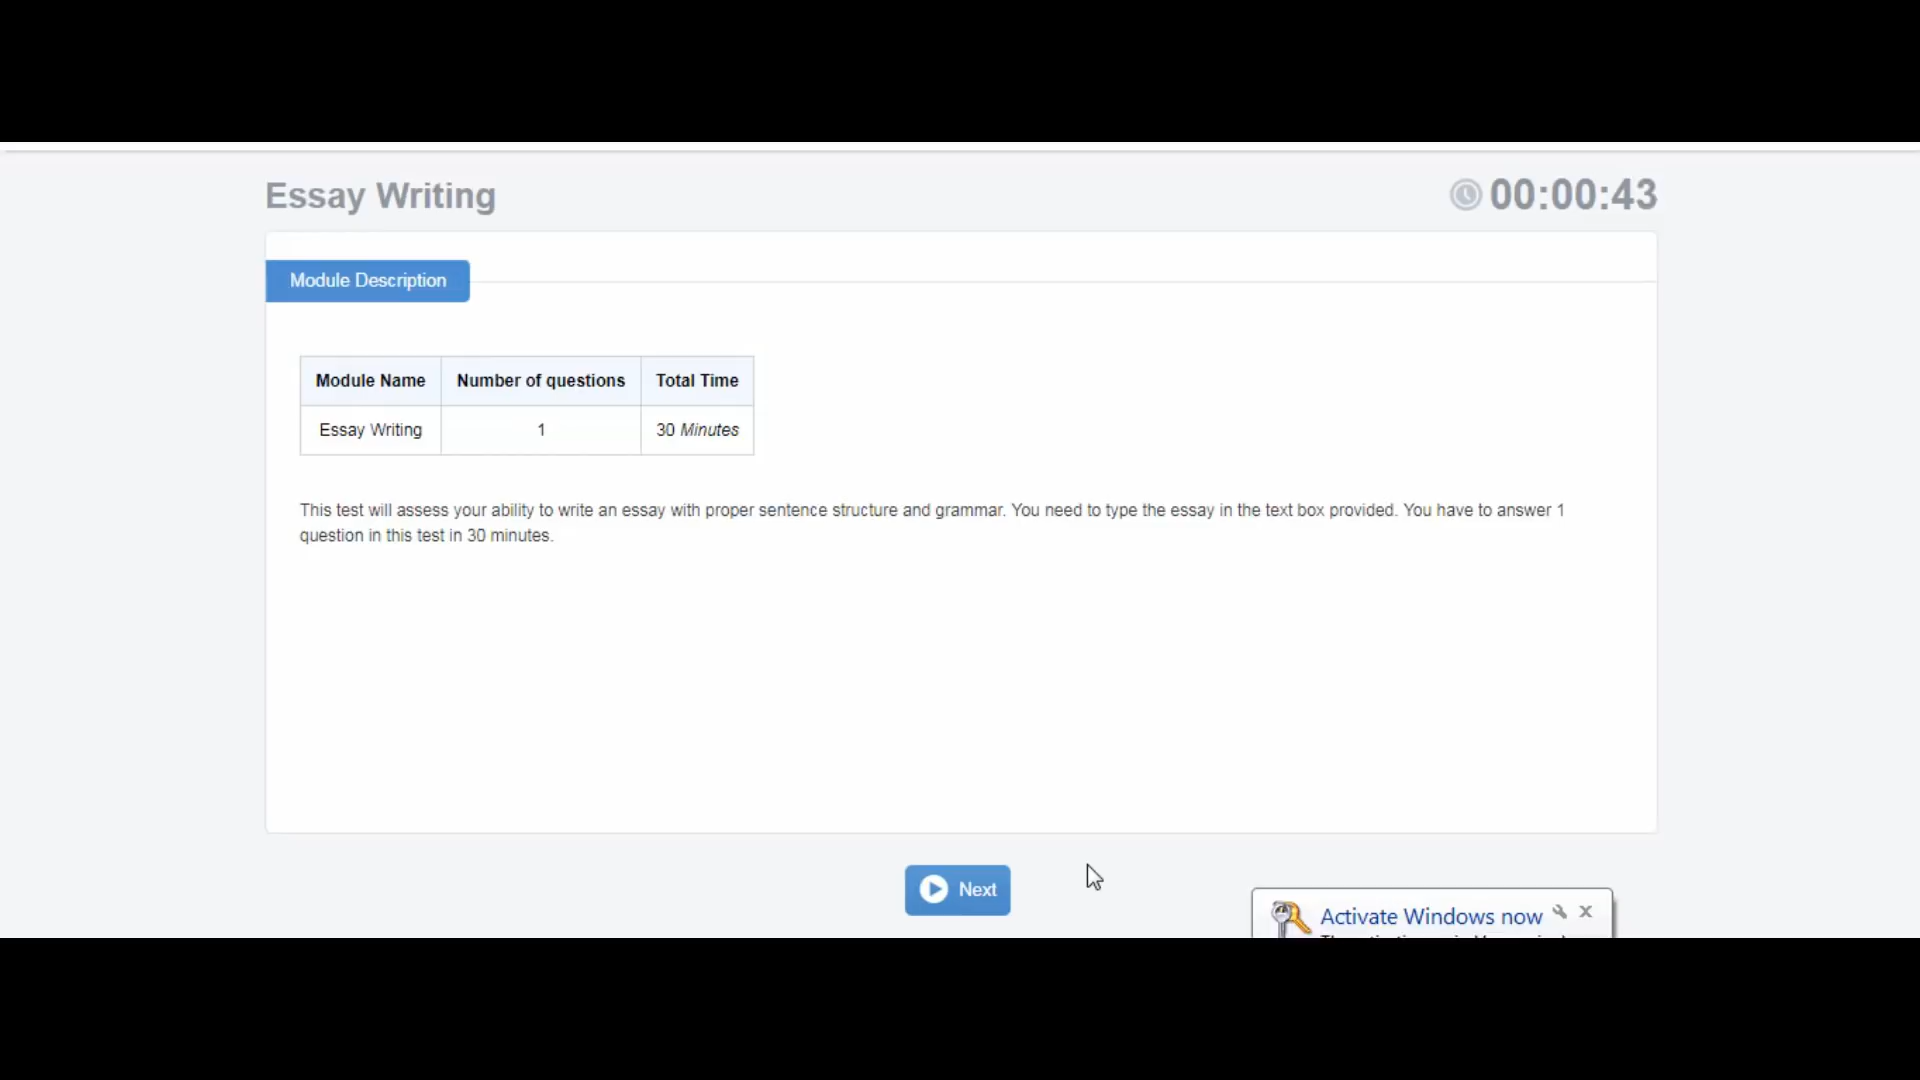 Essay Writing
00:00:43
Module Description
Module Name Number of questions Total Time
Essay Writing 1 30 Minutes
This test will assess your ability to write an essay with proper sentence structure and grammar. You need to type the essay in the text box provided. You have to answer 1
question in this test in 30 minutes.
Next
Activate Windows now